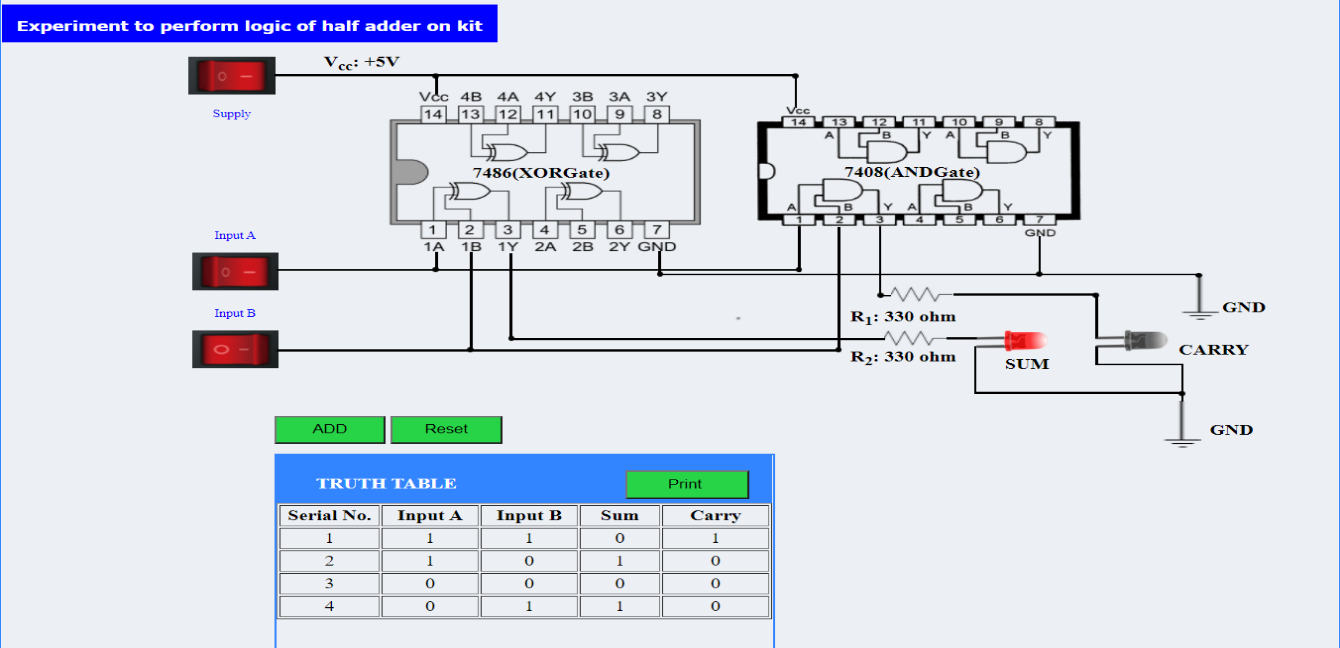 Experiment to perform logic of half adder on kit
Vcc: +5V
Supply
Vcc 4B 4A 4Y 3B 3A 3Y
14 13 12 11 10 9 8
7486(XORGate)
1 2 3 4 5 6 7
1A 1B 1Y 2A 2B 2Y GND
Vcc
14 13 12 11 10 9 8
A B Y A B Y
7408(ANDGate)
A B Y A B Y
1 2 3 4 5 6 7
GND
Input A
Input B
R1: 330 ohm
R2: 330 ohm
GND
SUM
CARRY
GND
ADD Reset
TRUTH TABLE Print
Serial No. Input A Input B Sum Carry
1 1 1 0 1
2 1 0 1 0
3 0 0 0 0
4 0 1 1 0